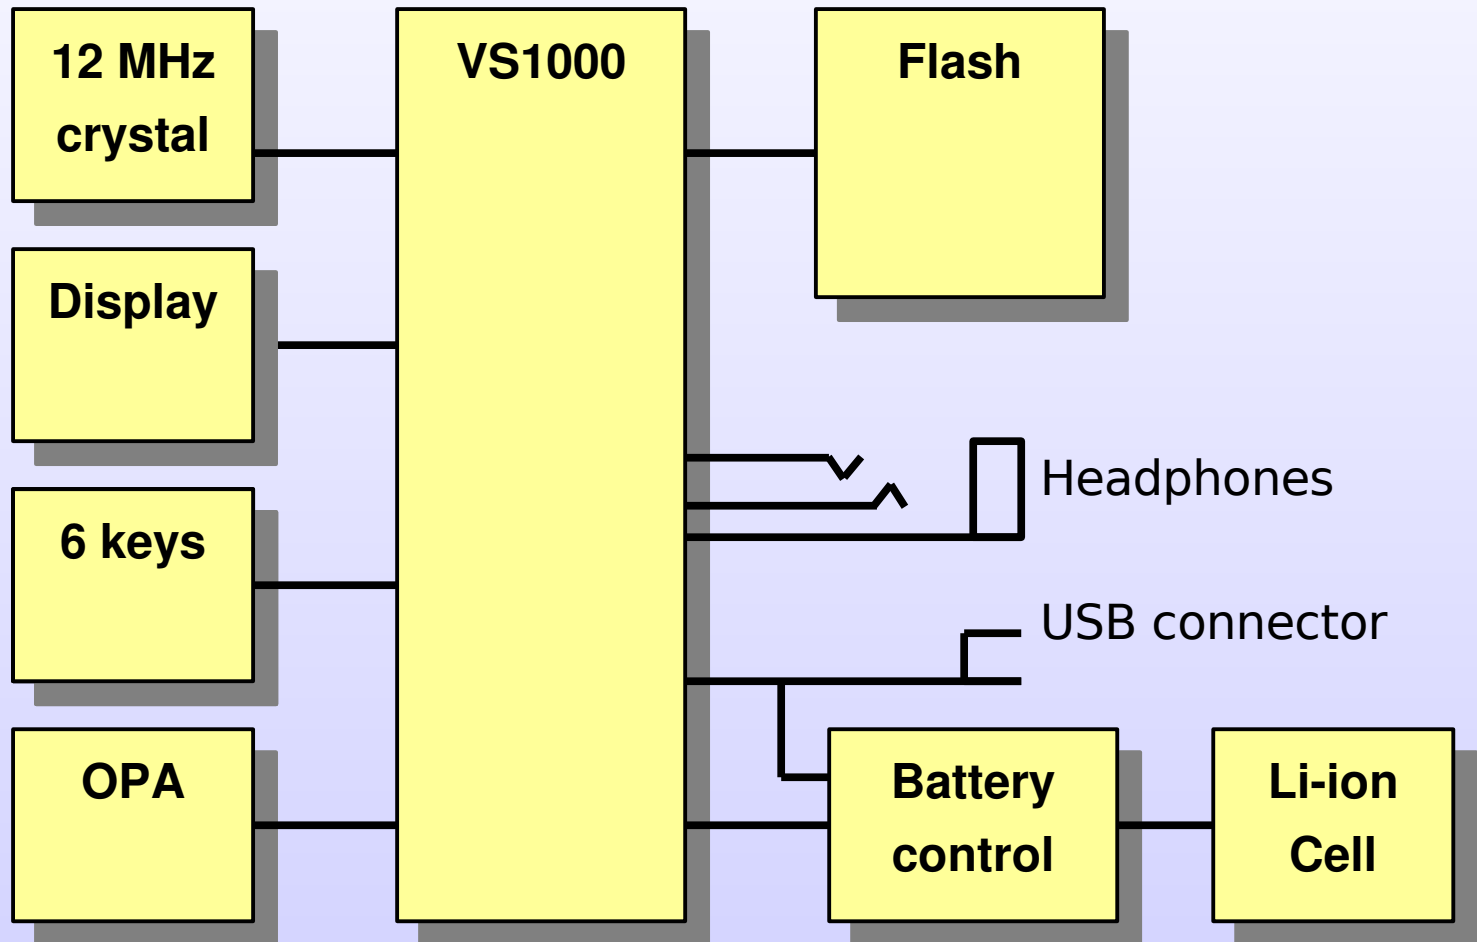 12 MHz
crystal
VS1000
Flash
Display
Headphones
6 keys
USB connector
OPA
Battery
control
Li-ion
Cell